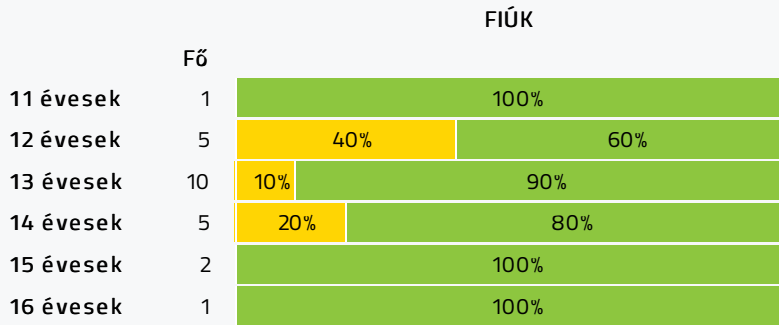 FIÚK
Fő
11 évesek 1 100%
12 évesek 5 40% 60%
13 évesek 10 10% 90%
14 évesek 5 20% 80%
15 évesek 2 100%
16 évesek 1 100%